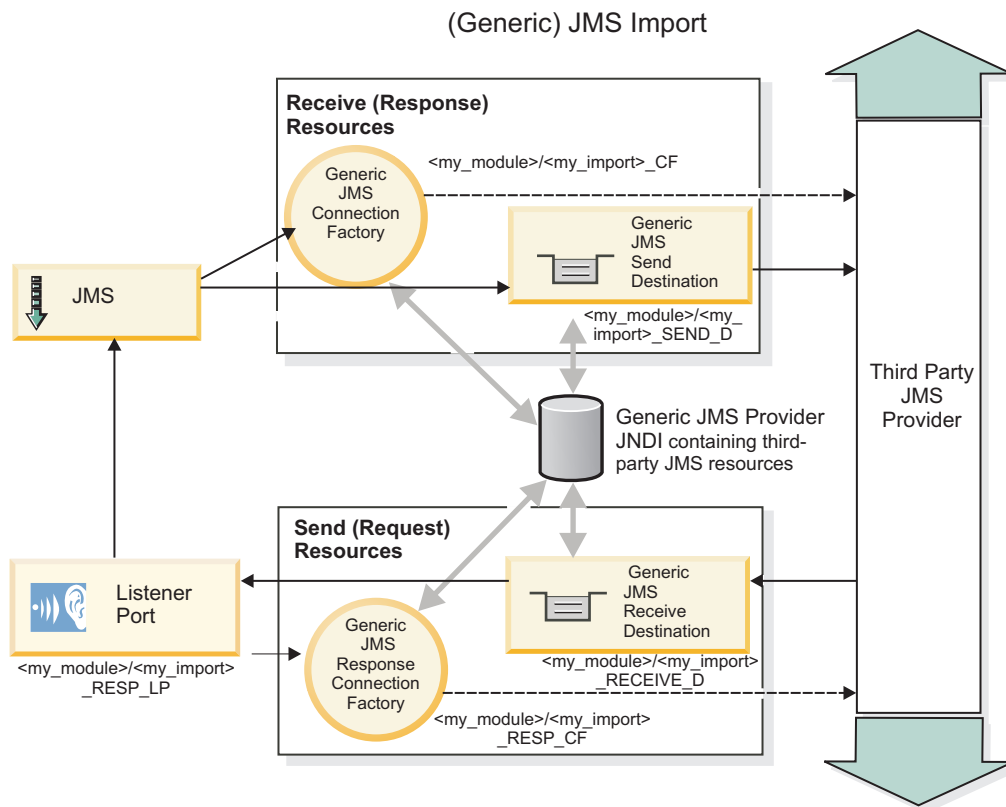 (Generic) JMS Import
Receive (Response)
Resources
<my_module>/<my_import>_CF
Generic
JMS
Connection
Factory
Generic
JMS
Send
Destination
JMS
<my_module>/<my_
import>_SEND_D
Third Party
JMS
Provider
Generic JMS Provider
JNDI containing third-
party JMS resources
Send (Request)
Resources
Listener
Port
Generic
JMS
Receive
Destination
Generic
JMS
Response
Connection
Factory
<my_module>/<my_import>
_RESP_LP
<my_module>/<my_import>
_RECEIVE_D
<my_module>/<my_import>
_RESP_CF